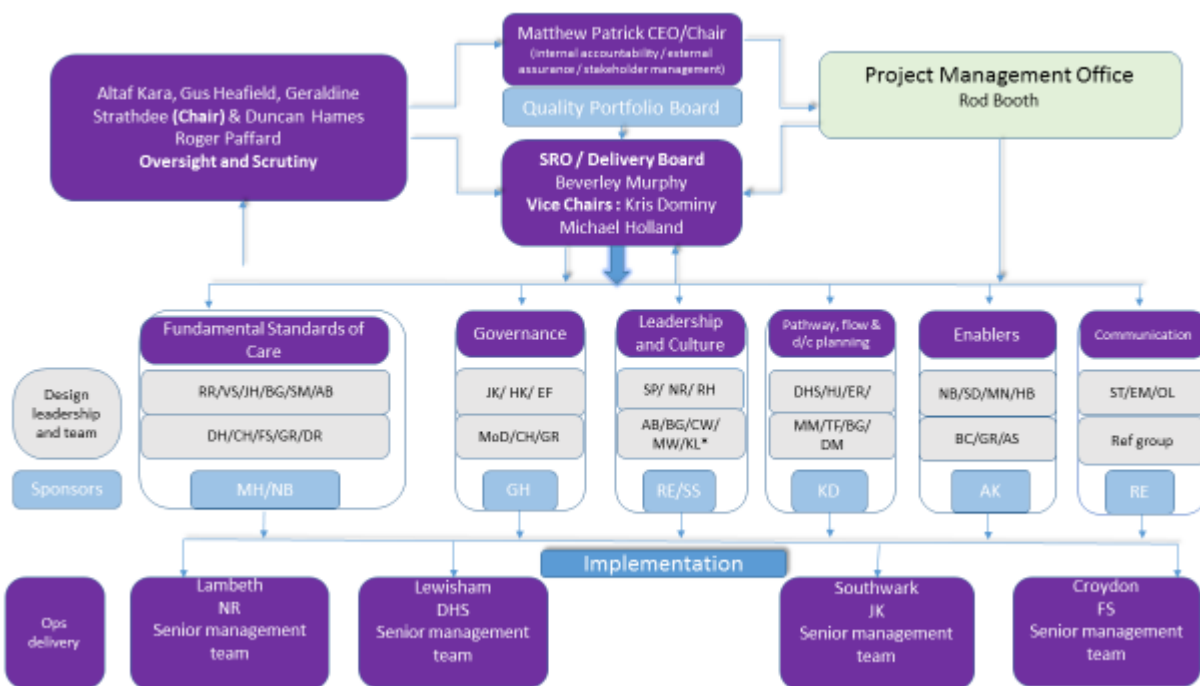 Matthew Patrick CEO/Chair
(internal accountability / external
assurance / stakeholder management)
Quality Portfolio Board
Altaf Kara, Gus Heafield, Geraldine
Strathdee (Chair) & Duncan Hames
Roger Paffard
Oversight and Scrutiny
Project Management Office
Rod Booth
SRO / Delivery Board
Beverley Murphy
Vice Chairs : Kris Dominy
Michael Holland
Fundamental Standards of
Care
Governance
Leadership
and Culture
Pathway, flow &
d/c planning
Enablers
Communication
Design
leadership
and team
RR/VS/JH/BG/SM/AB
JK/ HK/ EF
SP/ NR/ RH
DHS/HJ/ER/
NB/SD/MN/HB
ST/EM/OL
DH/CH/FS/GR/DR
MoD/CH/GR
AB/BG/CW/
MW/KL*
MM/TF/BG/
DM
BC/GR/AS
Ref group
Sponsors
MH/NB
GH
RE/SS
KD
AK
RE
Implementation
Ops
delivery
Lambeth
NR
Senior management
team
Lewisham
DHS
Senior management
team
Southwark
JK
Senior management
team
Croydon
FS
Senior management
team